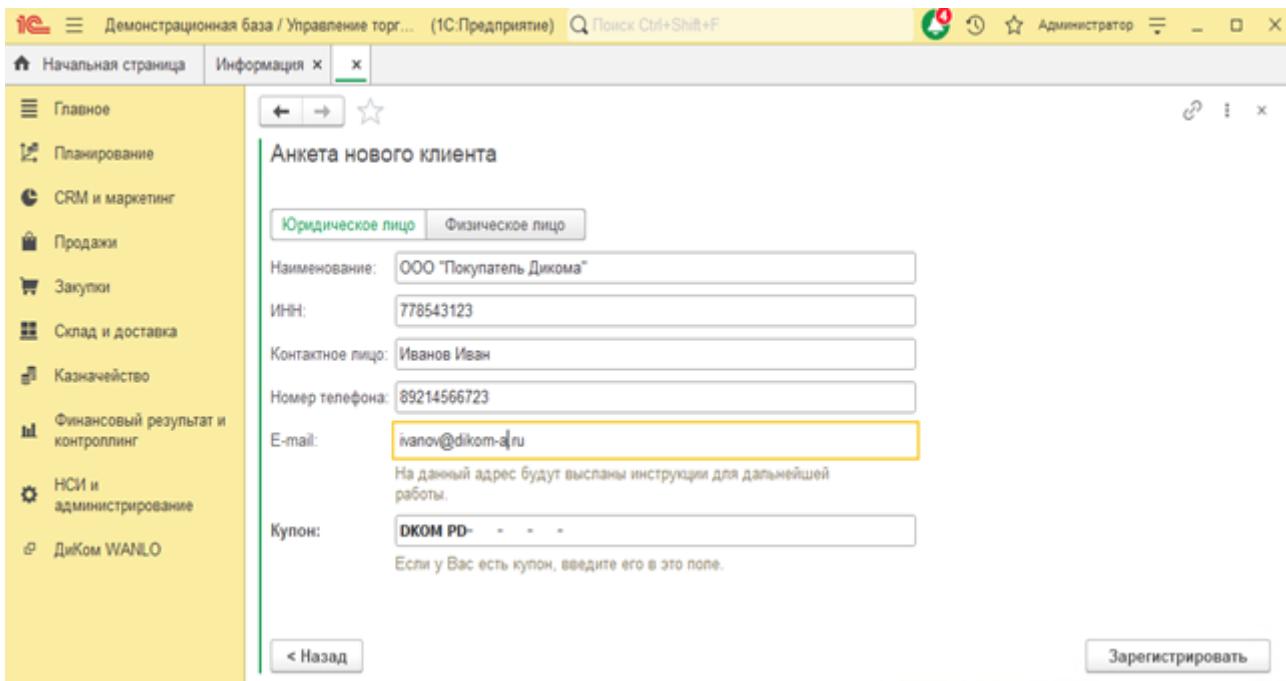 1С Демонстрационная база / Управление торг... (1С:Предприятие) Поиск Ctrl+Shift+F 4 Администратор
Начальная страница Информация
Главное
Планирование
CRM и маркетинг
Продажи
Закупки
Склад и доставка
Казначейство
Финансовый результат и
контроллинг
НСИ и
администрирование
ДиКом WANLO
Анкета нового клиента
Юридическое лицо Физическое лицо
Наименование: ООО "Покупатель Дикома"
ИНН: 778543123
Контактное лицо: Иванов Иван
Номер телефона: 89214566723
E-mail: ivanov@dikom-a.ru
На данный адрес будут высланы инструкции для дальнейшей
работы.
Купон: DKOM PD- - - -
Если у Вас есть купон, введите его в это поле.
< Назад Зарегистрировать